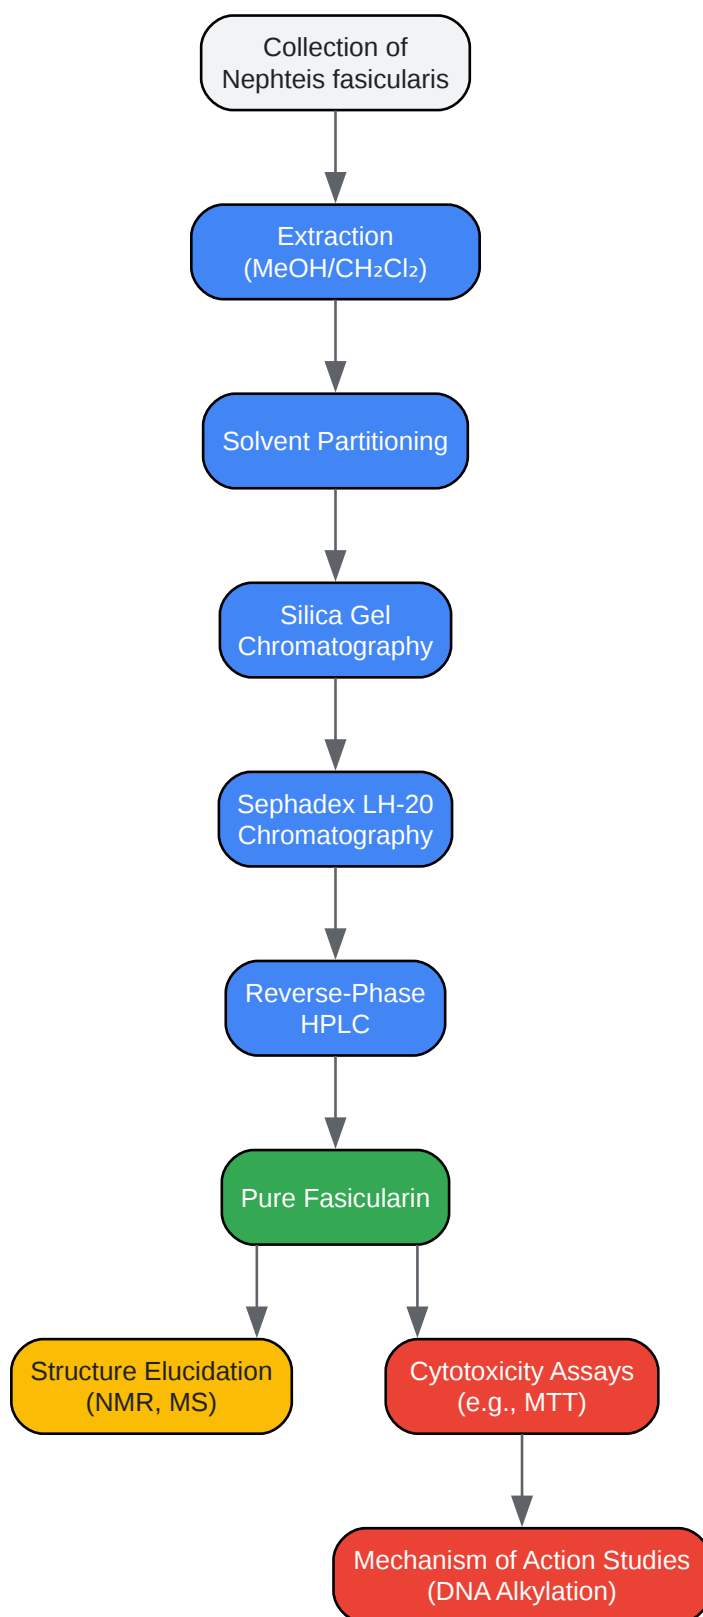 Collection of
Nephteis fasicularis
Extraction
(MeOH/CH₂Cl₂)
Solvent Partitioning
Silica Gel
Chromatography
Sephadex LH-20
Chromatography
Reverse-Phase
HPLC
Pure Fasicularin
Structure Elucidation
(NMR, MS)
Cytotoxicity Assays
(e.g., MTT)
Mechanism of Action Studies
(DNA Alkylation)